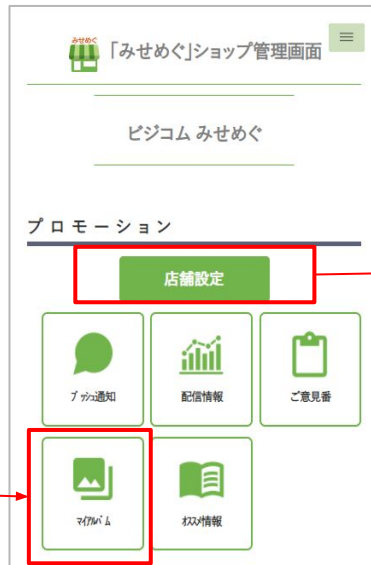 みせめぐ
「みせめぐ」ショップ管理画面
ビジコム みせめぐ
プロモーション
店舗設定
プッシュ通知
配信情報
ご意見番
マイアルバム
オススメ情報